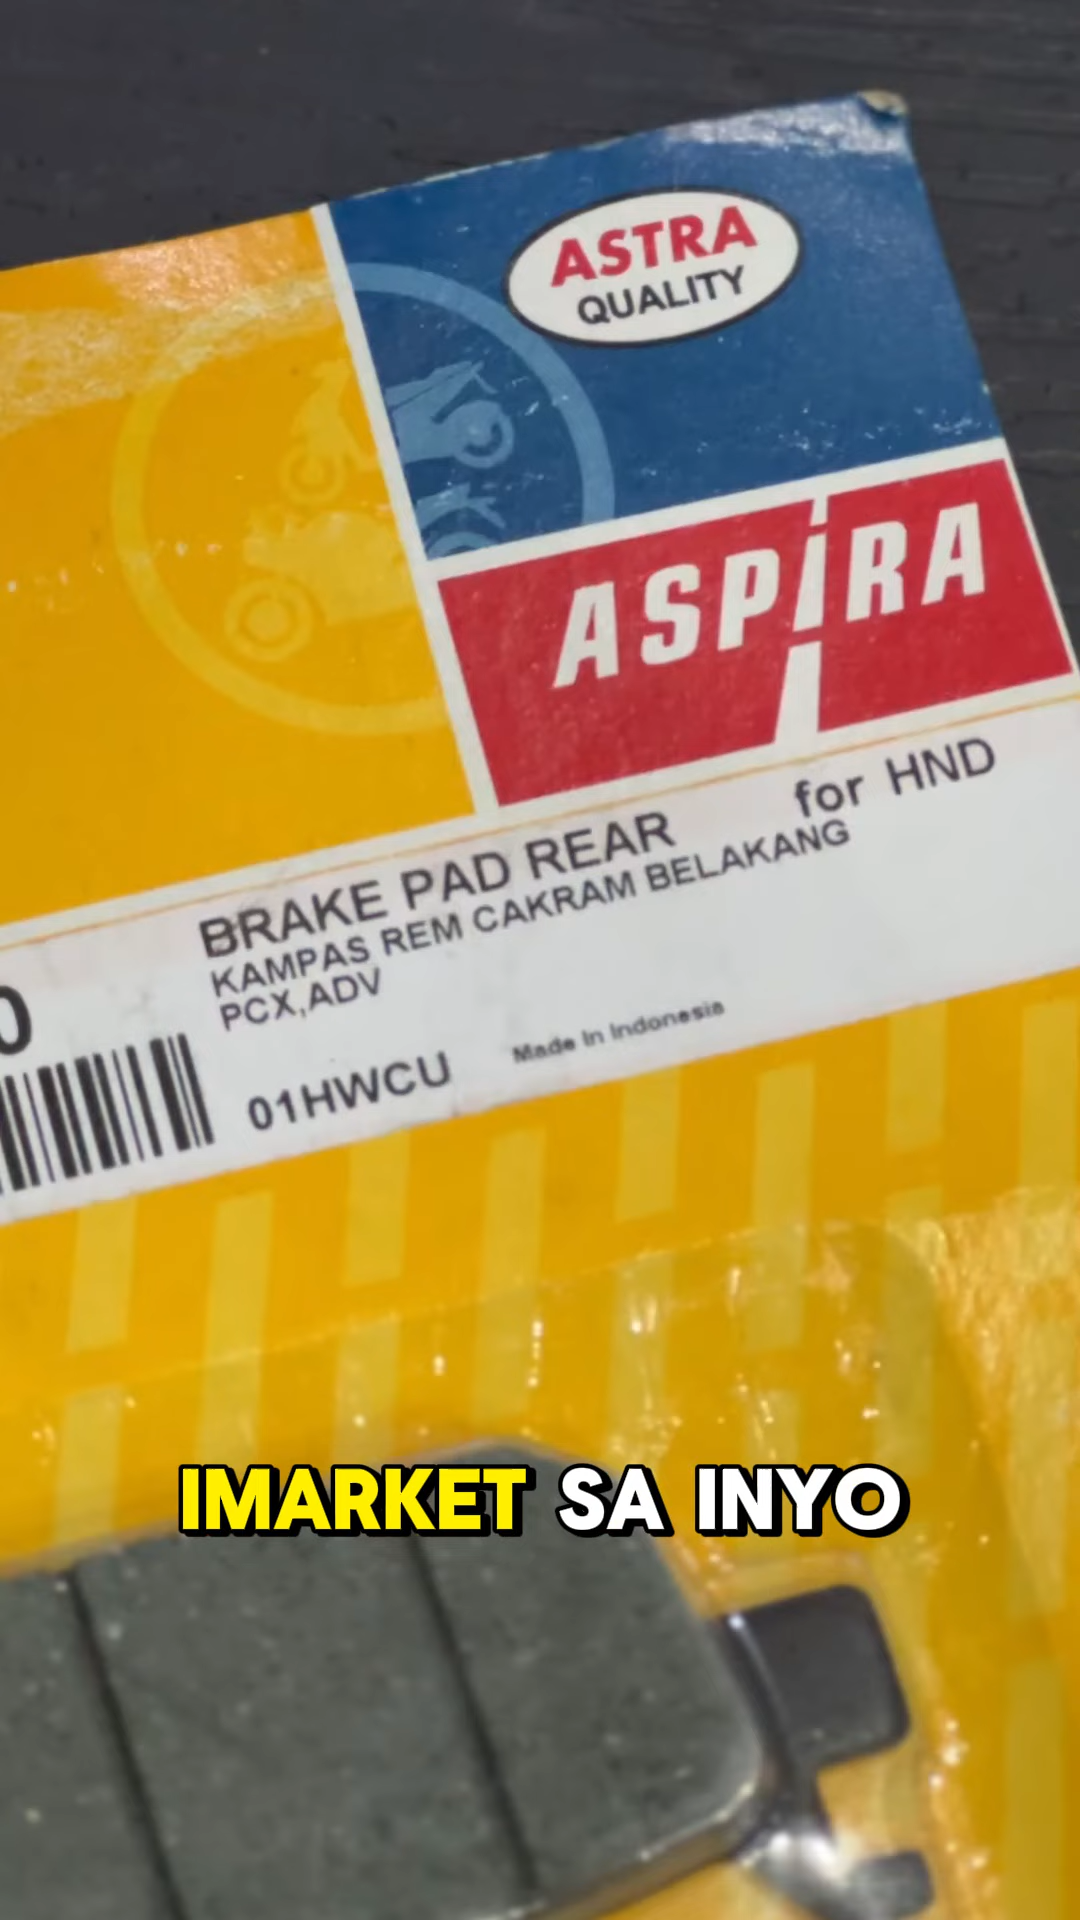 ASTRA
QUALITY
ASPIRA
for HND
BRAKE PAD REAR
KAMPAS REM CAKRAM BELAKANG
PCX,ADV
0
01HWCU
Made In Indonesia
IMARKET SA INYO